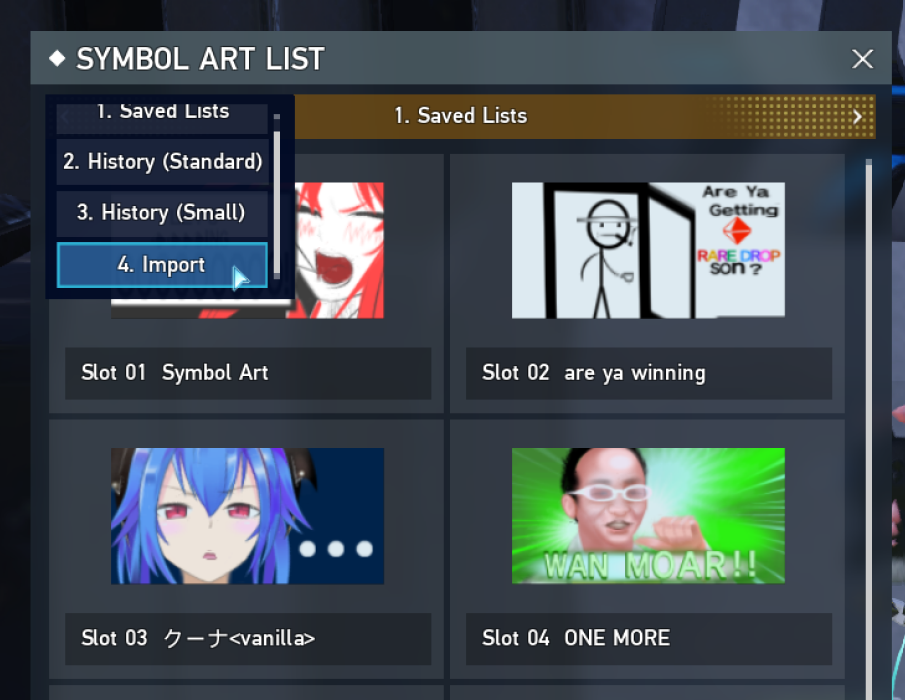 SYMBOL ART LIST
1. Saved Lists
1. Saved Lists
2. History (Standard)
3. History (Small)
4. Import
Are Ya
Getting
RARE DROP
SON ?
Slot 01 Symbol Art
Slot 02 are ya winning
WAN MOAR!!
Slot 03 クーナ<vanilla>
Slot 04 ONE MORE